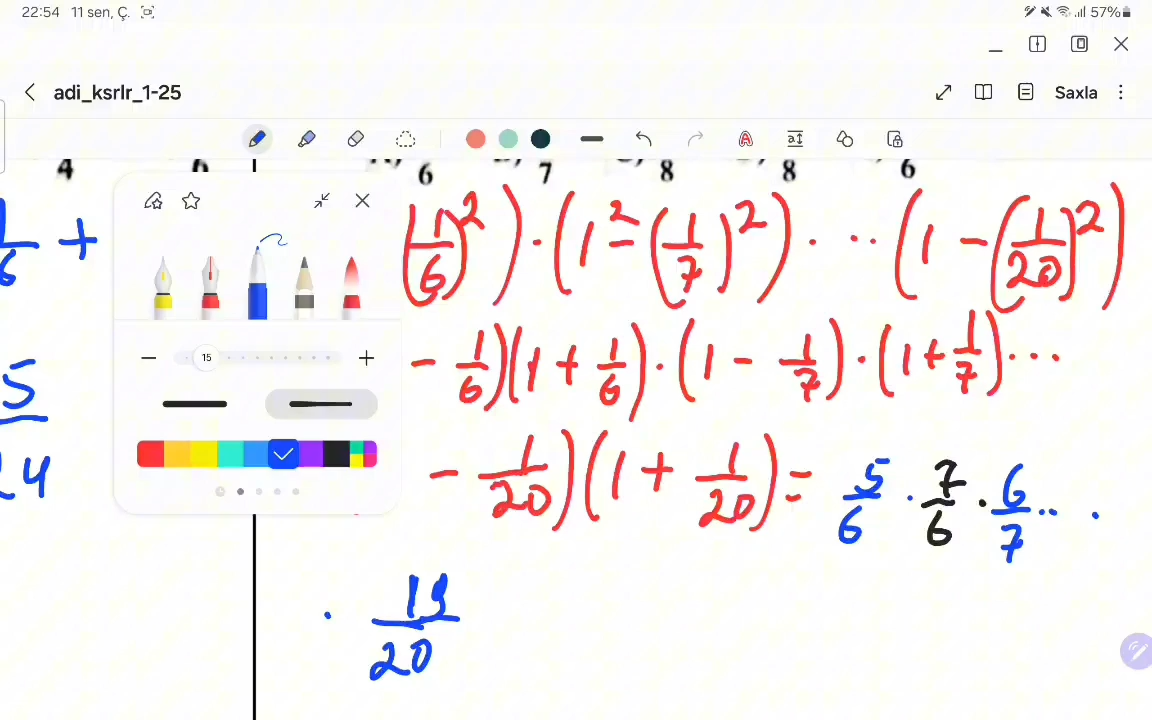 22:54 11 sen, Ç. 57%
adi_ksrlr_1-25 Saxla
4 6 6 7 8 8 6
(1/6)²) · (1² - (1/7)²) · ... (1 - (1/20)²)
/6 +
- 1/6)(1 + 1/6) · (1 - 1/7) · (1 + 1/7) ...
15
5/24
- 1/20)(1 + 1/20) = 5/6 · 7/6 · 6/7 .. ·
· 19/20